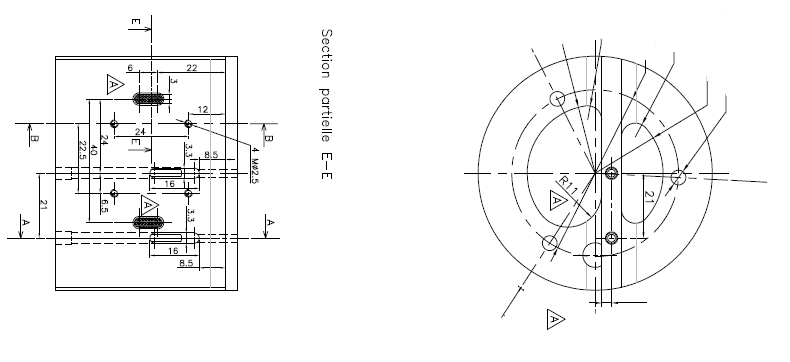 E
6
22
A
3
12
24
E
B
B
24
40
22.5
4 Mø2.5
3.3
8.5
16
21
6.5
A
A
A
3.3
16
8.5
Section partielle E-E
R11
A
21
A